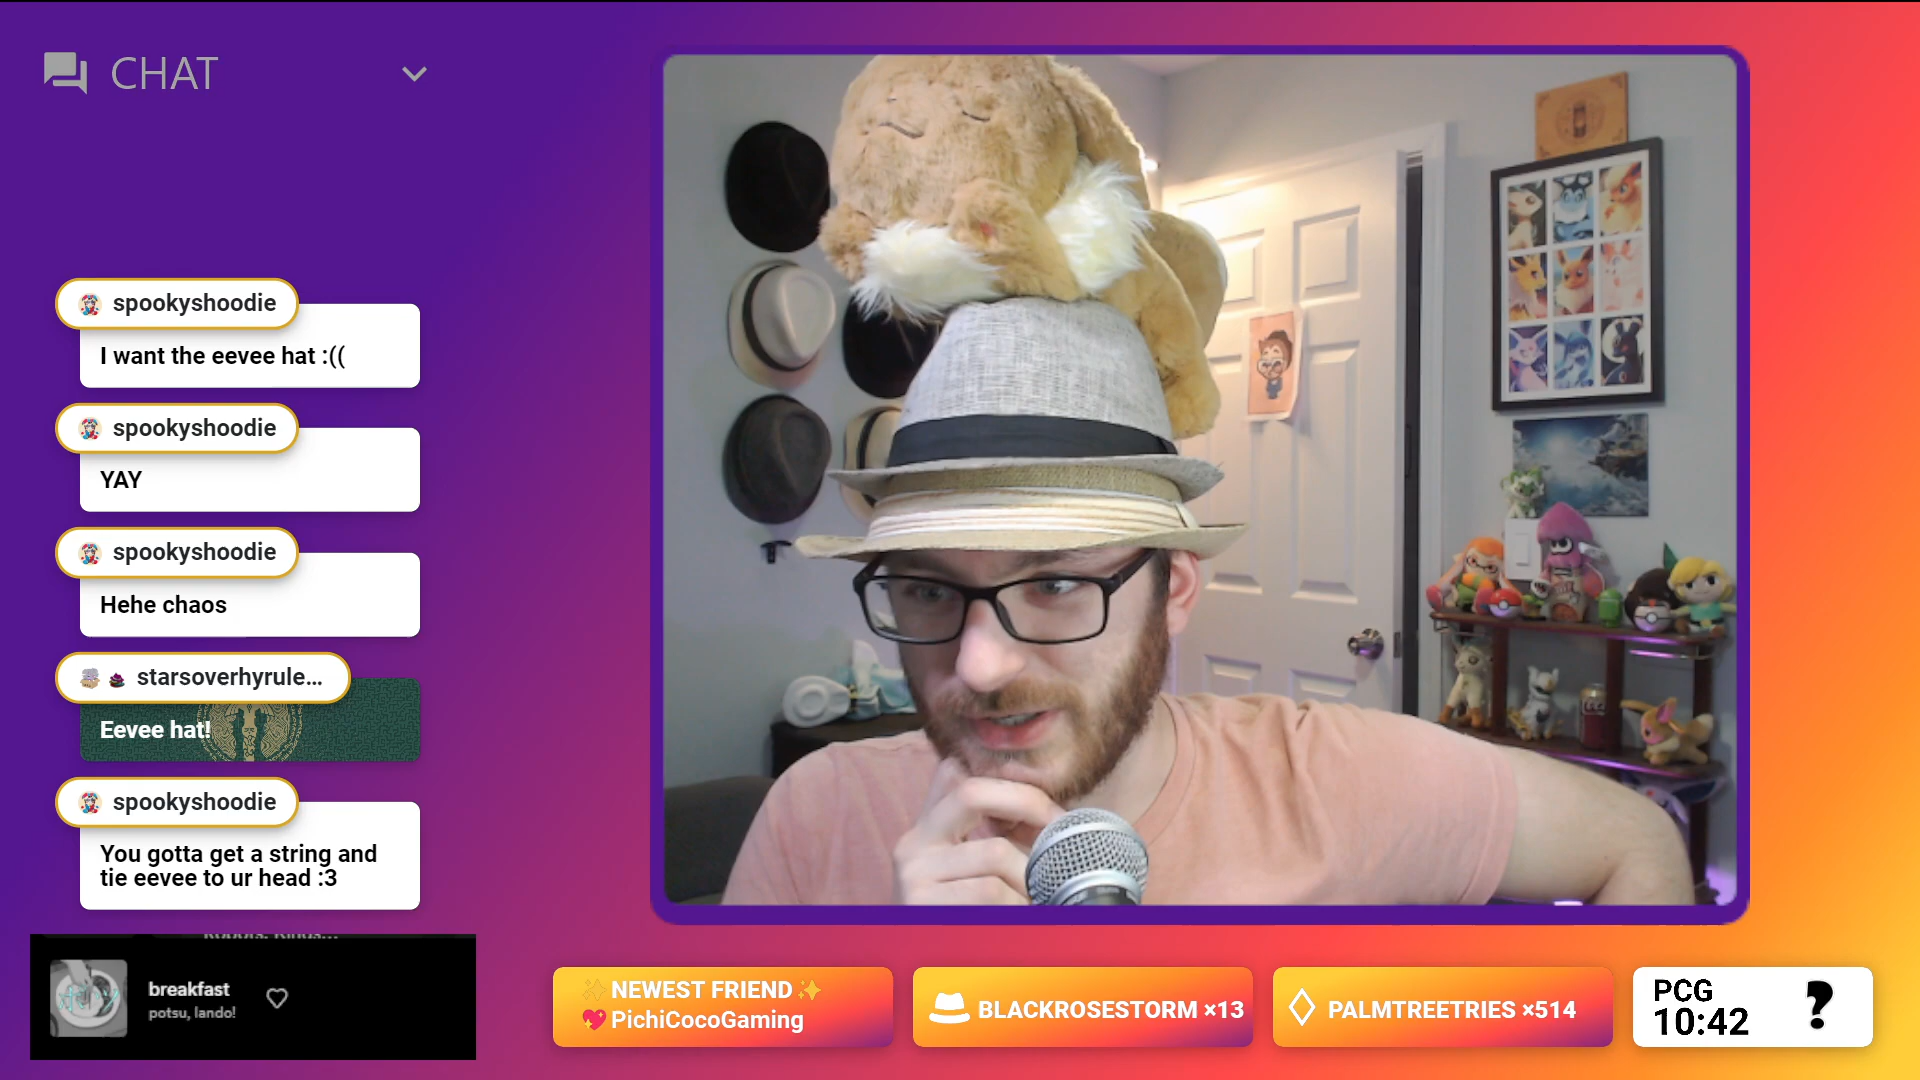 CHAT
spookyshoodie
I want the eevee hat :((
spookyshoodie
YAY
spookyshoodie
Hehe chaos
starsoverhyrule...
Eevee hat!
spookyshoodie
You gotta get a string and
tie eevee to ur head :3
breakfast
potsu, lando!
NEWEST FRIEND
PichiCocoGaming
BLACKROSESTORM ×13
PALMTREETRIES ×514
PCG
10:42
?